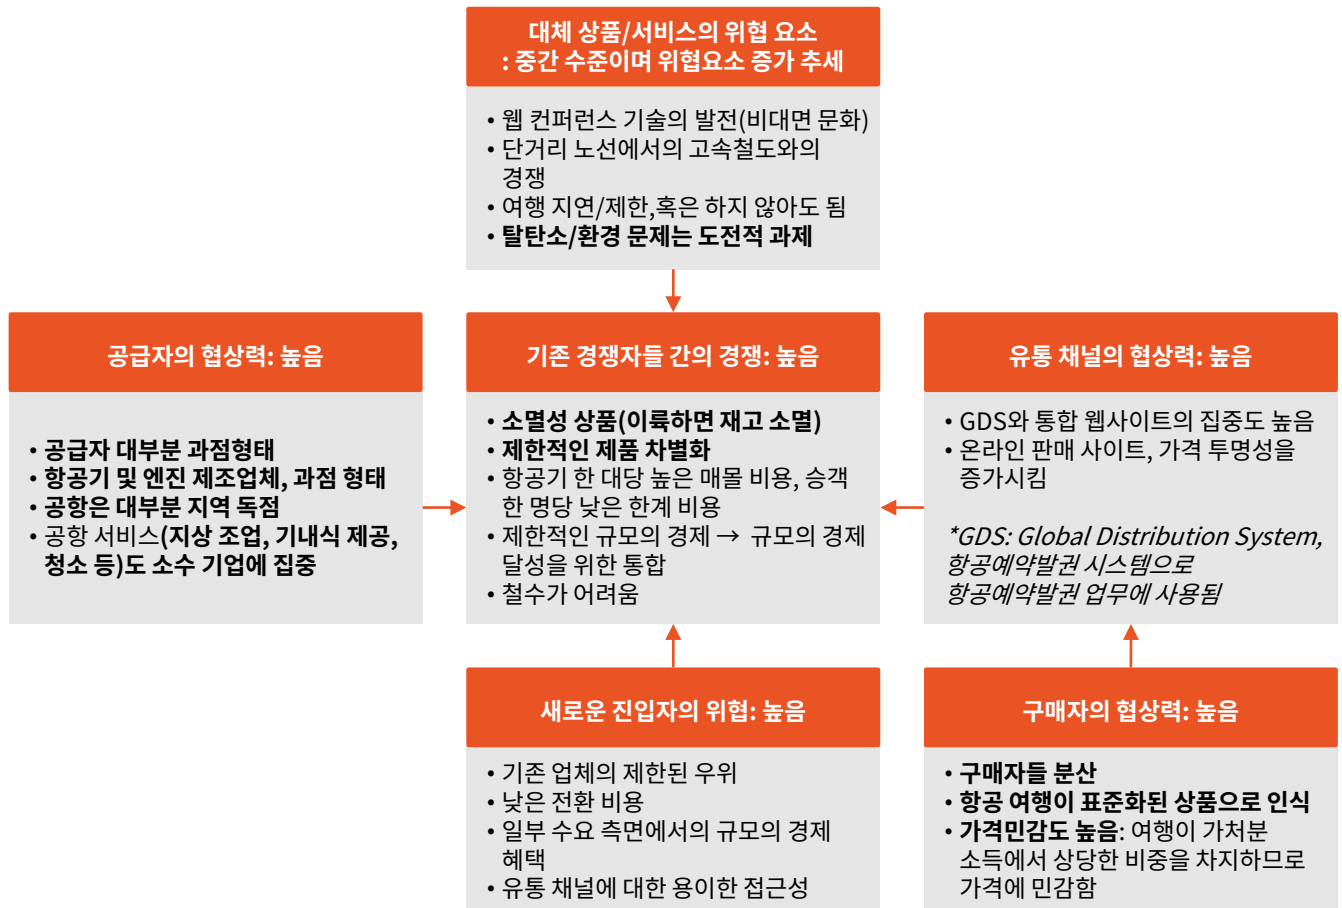 대체 상품/서비스의 위협 요소
: 중간 수준이며 위협요소 증가 추세
• 웹 컨퍼런스 기술의 발전(비대면 문화)
• 단거리 노선에서의 고속철도와의
경쟁
• 여행 지연/제한,혹은 하지 않아도 됨
• 탈탄소/환경 문제는 도전적 과제
공급자의 협상력: 높음
• 공급자 대부분 과점형태
• 항공기 및 엔진 제조업체, 과점 형태
• 공항은 대부분 지역 독점
• 공항 서비스(지상 조업, 기내식 제공,
청소 등)도 소수 기업에 집중
기존 경쟁자들 간의 경쟁: 높음
• 소멸성 상품(이륙하면 재고 소멸)
• 제한적인 제품 차별화
• 항공기 한 대당 높은 매몰 비용, 승객
한 명당 낮은 한계 비용
• 제한적인 규모의 경제 → 규모의 경제
달성을 위한 통합
• 철수가 어려움
유통 채널의 협상력: 높음
• GDS와 통합 웹사이트의 집중도 높음
• 온라인 판매 사이트, 가격 투명성을
증가시킴
*GDS: Global Distribution System,
항공예약발권 시스템으로
항공예약발권 업무에 사용됨
새로운 진입자의 위협: 높음
• 기존 업체의 제한된 우위
• 낮은 전환 비용
• 일부 수요 측면에서의 규모의 경제
혜택
• 유통 채널에 대한 용이한 접근성
구매자의 협상력: 높음
• 구매자들 분산
• 항공 여행이 표준화된 상품으로 인식
• 가격민감도 높음: 여행이 가처분
소득에서 상당한 비중을 차지하므로
가격에 민감함